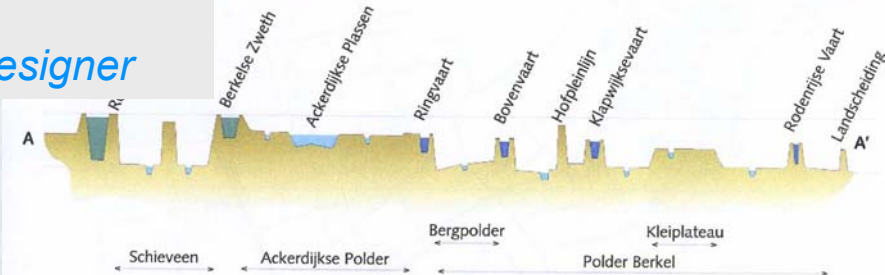 esigner
Berkelse Zweth
Ackerdijkse Plassen
Ringvaart
Bovenvaart
Hofpleinlijn
Klapwijksevaart
Rodenrijse Vaart
Landscheiding
A
A'
Bergpolder
Kleiplateau
Schieveen
Ackerdijkse Polder
Polder Berkel